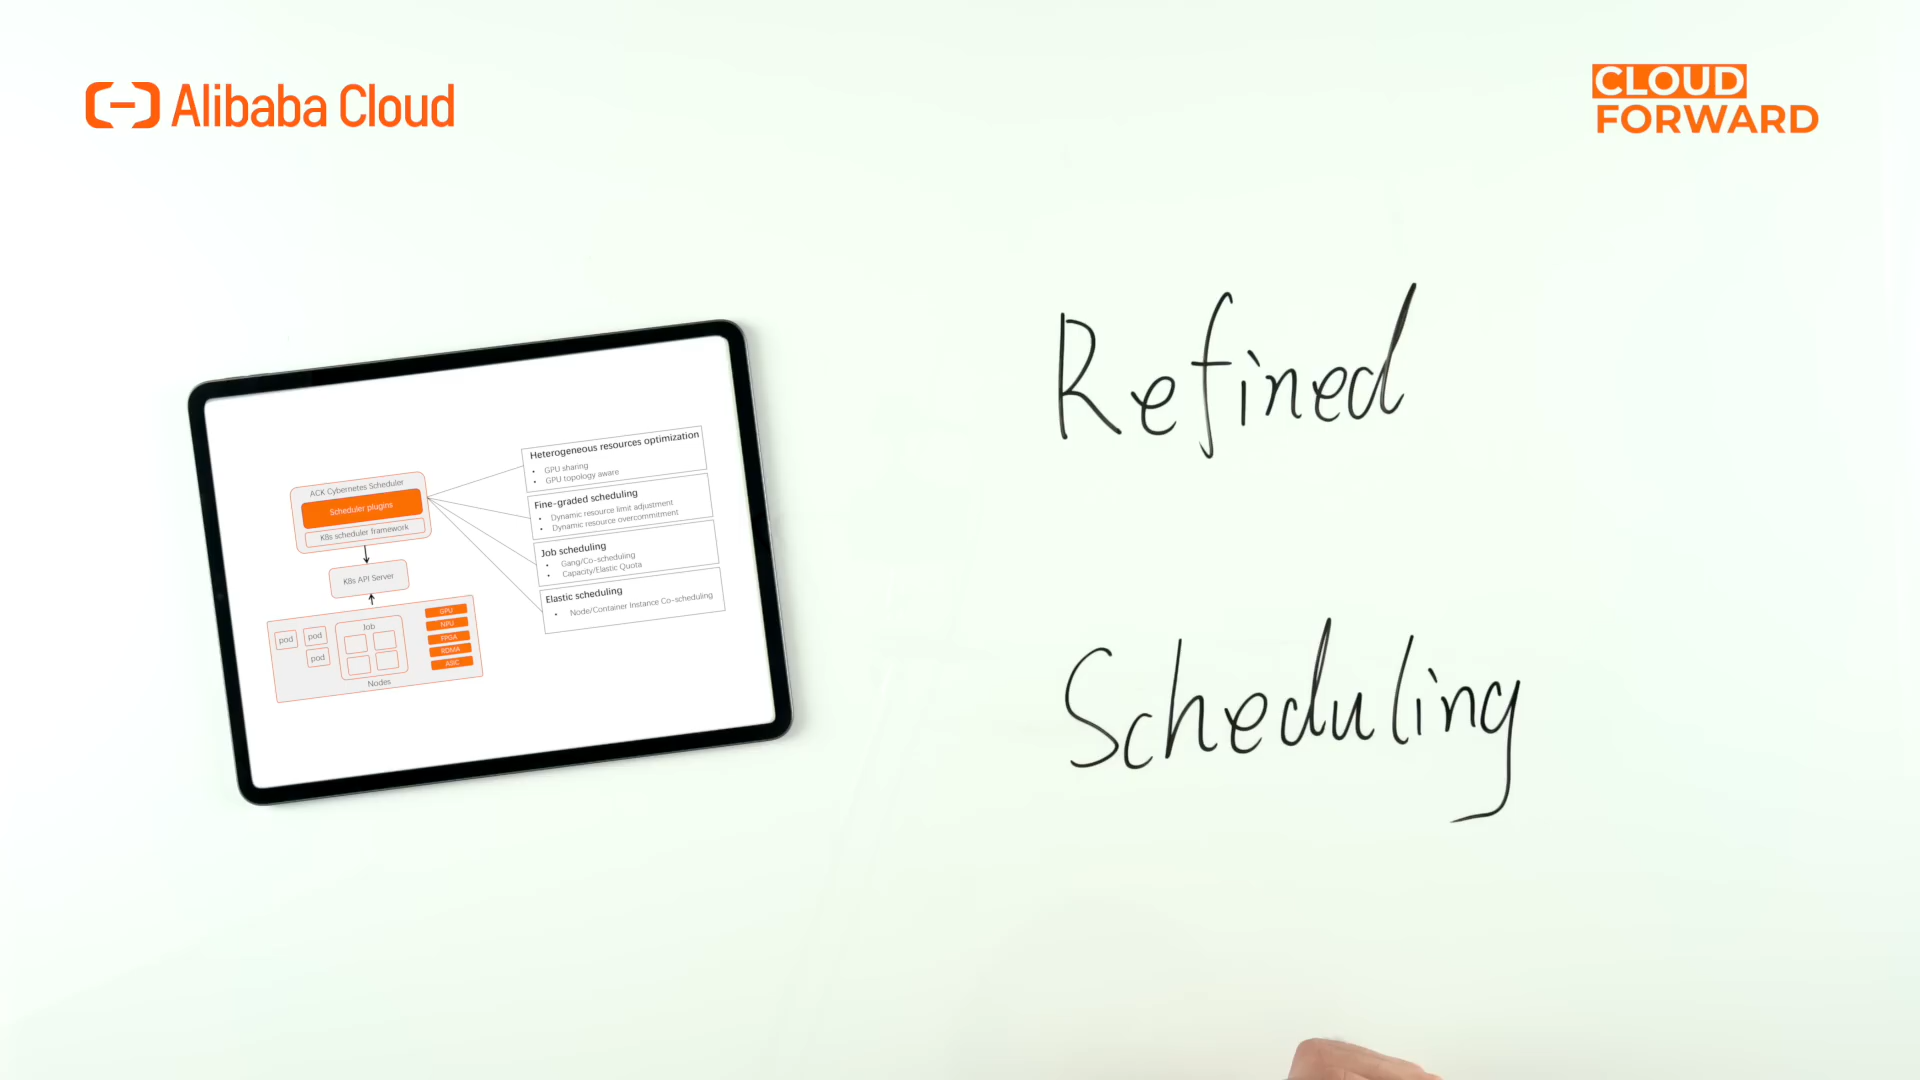 Alibaba Cloud
CLOUD
FORWARD
Refined
Scheduling
ACK Cybernetes Scheduler
Scheduler plugins
K8s scheduler framework
K8s API Server
pod
pod
pod
Job
Nodes
GPU
NPU
FPGA
RDMA
ASIC
Heterogeneous resources optimization
• GPU sharing
• GPU topology aware
Fine-graded scheduling
• Dynamic resource limit adjustment
• Dynamic resource overcommitment
Job scheduling
• Gang/Co-scheduling
• Capacity/Elastic Quota
Elastic scheduling
• Node/Container Instance Co-scheduling